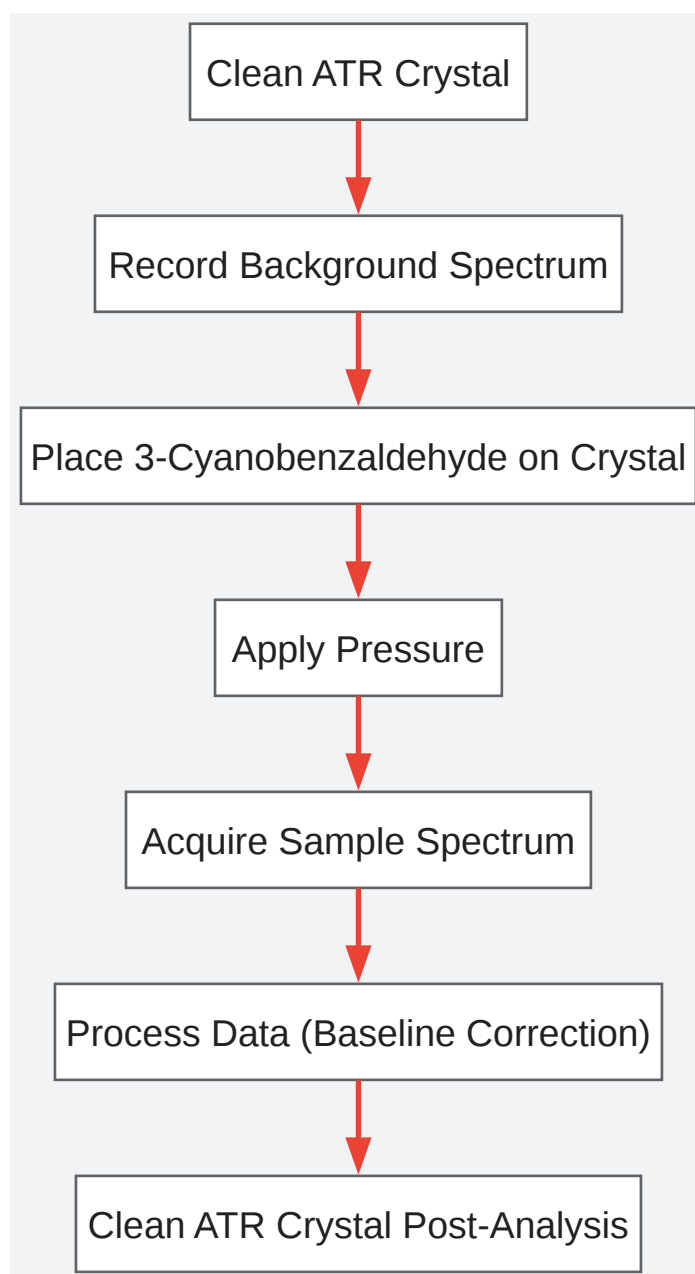 Clean ATR Crystal
Record Background Spectrum
Place 3-Cyanobenzaldehyde on Crystal
Apply Pressure
Acquire Sample Spectrum
Process Data (Baseline Correction)
Clean ATR Crystal Post-Analysis